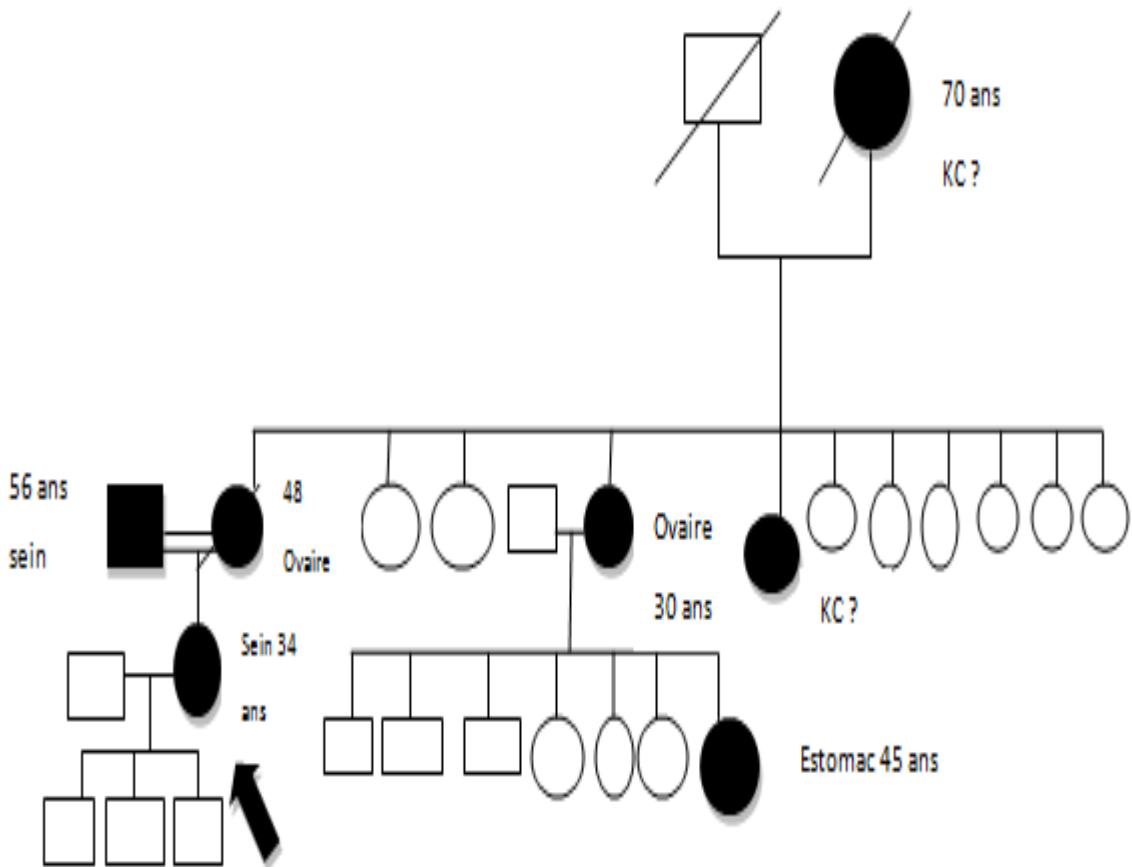 70 ans
KC ?
56 ans
sein
48
Ovaire
Ovaire
30 ans
KC ?
Sein 34
ans
Estomac 45 ans